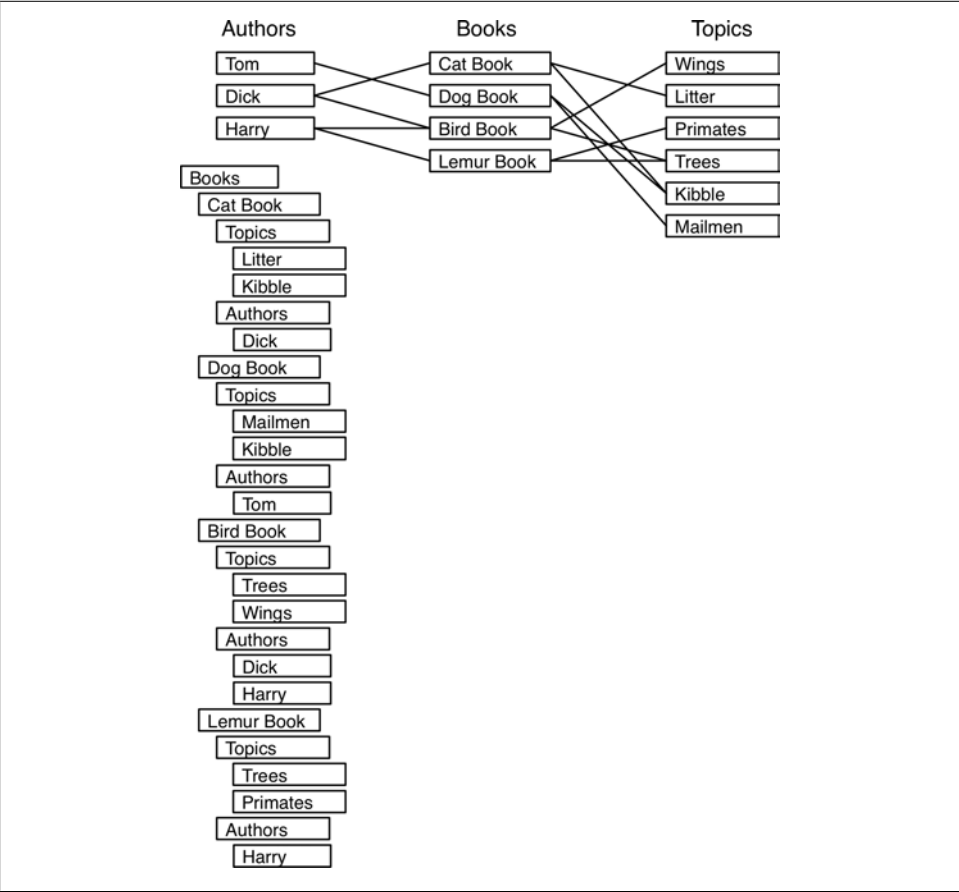 Authors Books Topics
Tom Cat Book Wings
Dick Dog Book Litter
Harry Bird Book Primates
Lemur Book Trees
Kibble
Mailmen
Books
Cat Book
Topics
Litter
Kibble
Authors
Dick
Dog Book
Topics
Mailmen
Kibble
Authors
Tom
Bird Book
Topics
Trees
Wings
Authors
Dick
Harry
Lemur Book
Topics
Trees
Primates
Authors
Harry